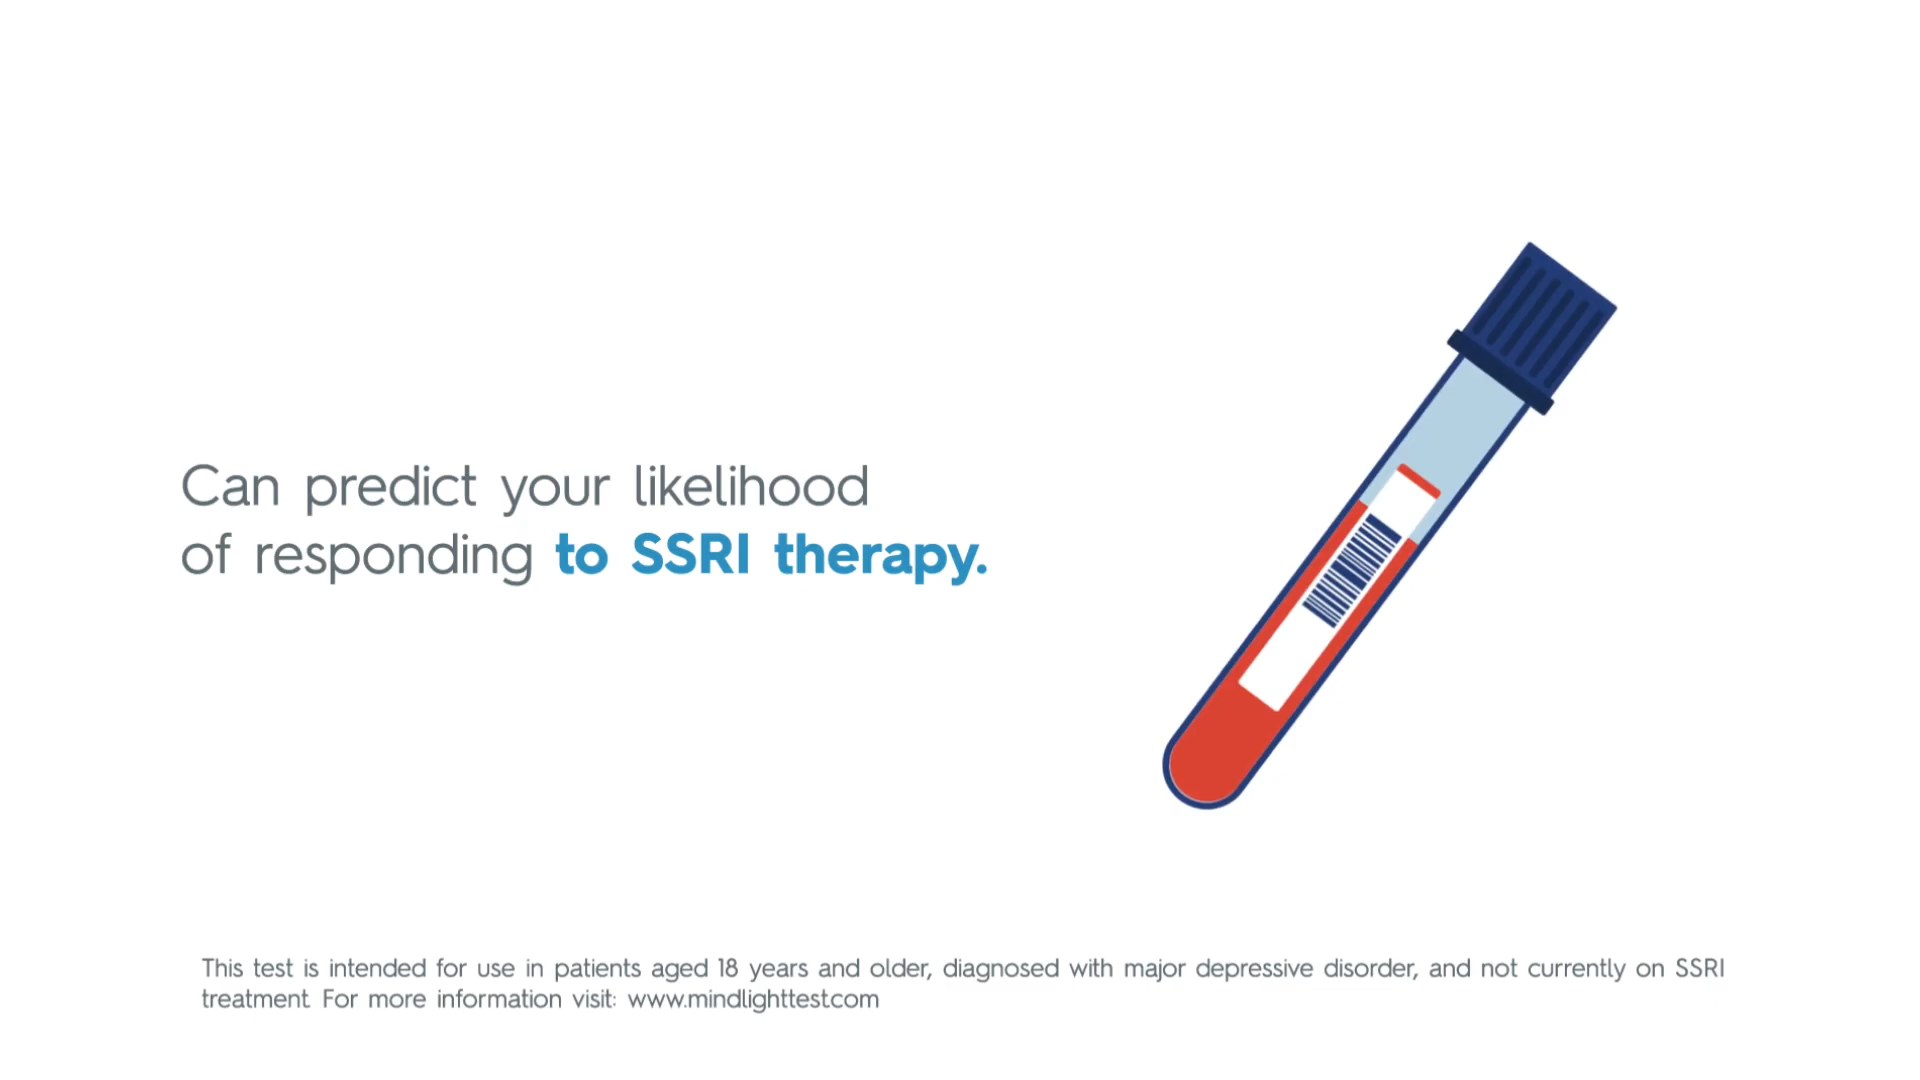 Can predict your likelihood
of responding to SSRI therapy.
This test is intended for use in patients aged 18 years and older, diagnosed with major depressive disorder, and not currently on SSRI
treatment. For more information visit: www.mindlighttest.com